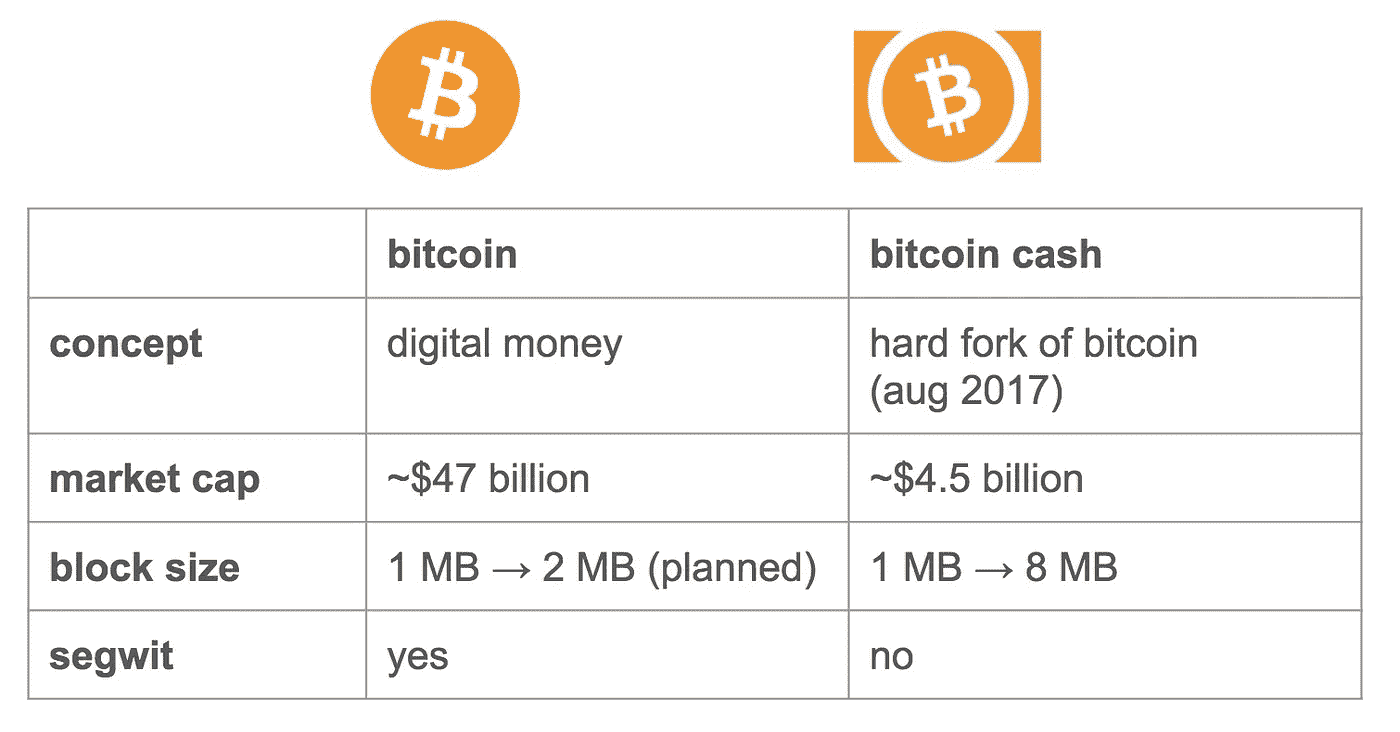 bitcoin
bitcoin cash
concept
digital money
hard fork of bitcoin
(aug 2017)
market cap
~$47 billion
~$4.5 billion
block size
1 MB → 2 MB (planned)
1 MB → 8 MB
segwit
yes
no